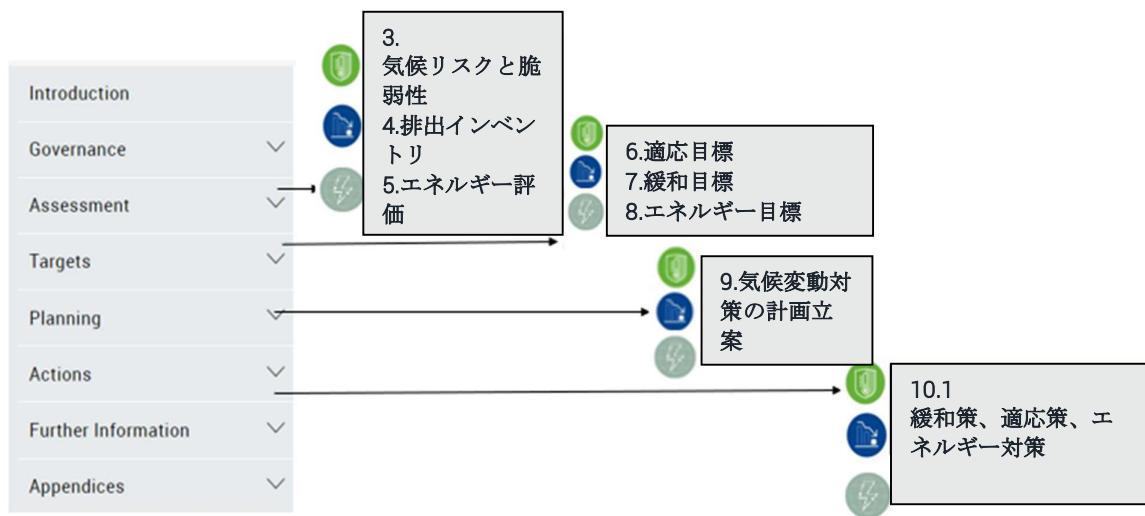 Introduction
Governance
Assessment
Targets
Planning
Actions
Further Information
Appendices
3.
気候リスクと脆
弱性
4.排出インベン
トリ
5.エネルギー評
価
6.適応目標
7.緩和目標
8.エネルギー目標
9.気候変動対
策の計画立
案
10.1
緩和策、適応策、エ
ネルギー対策